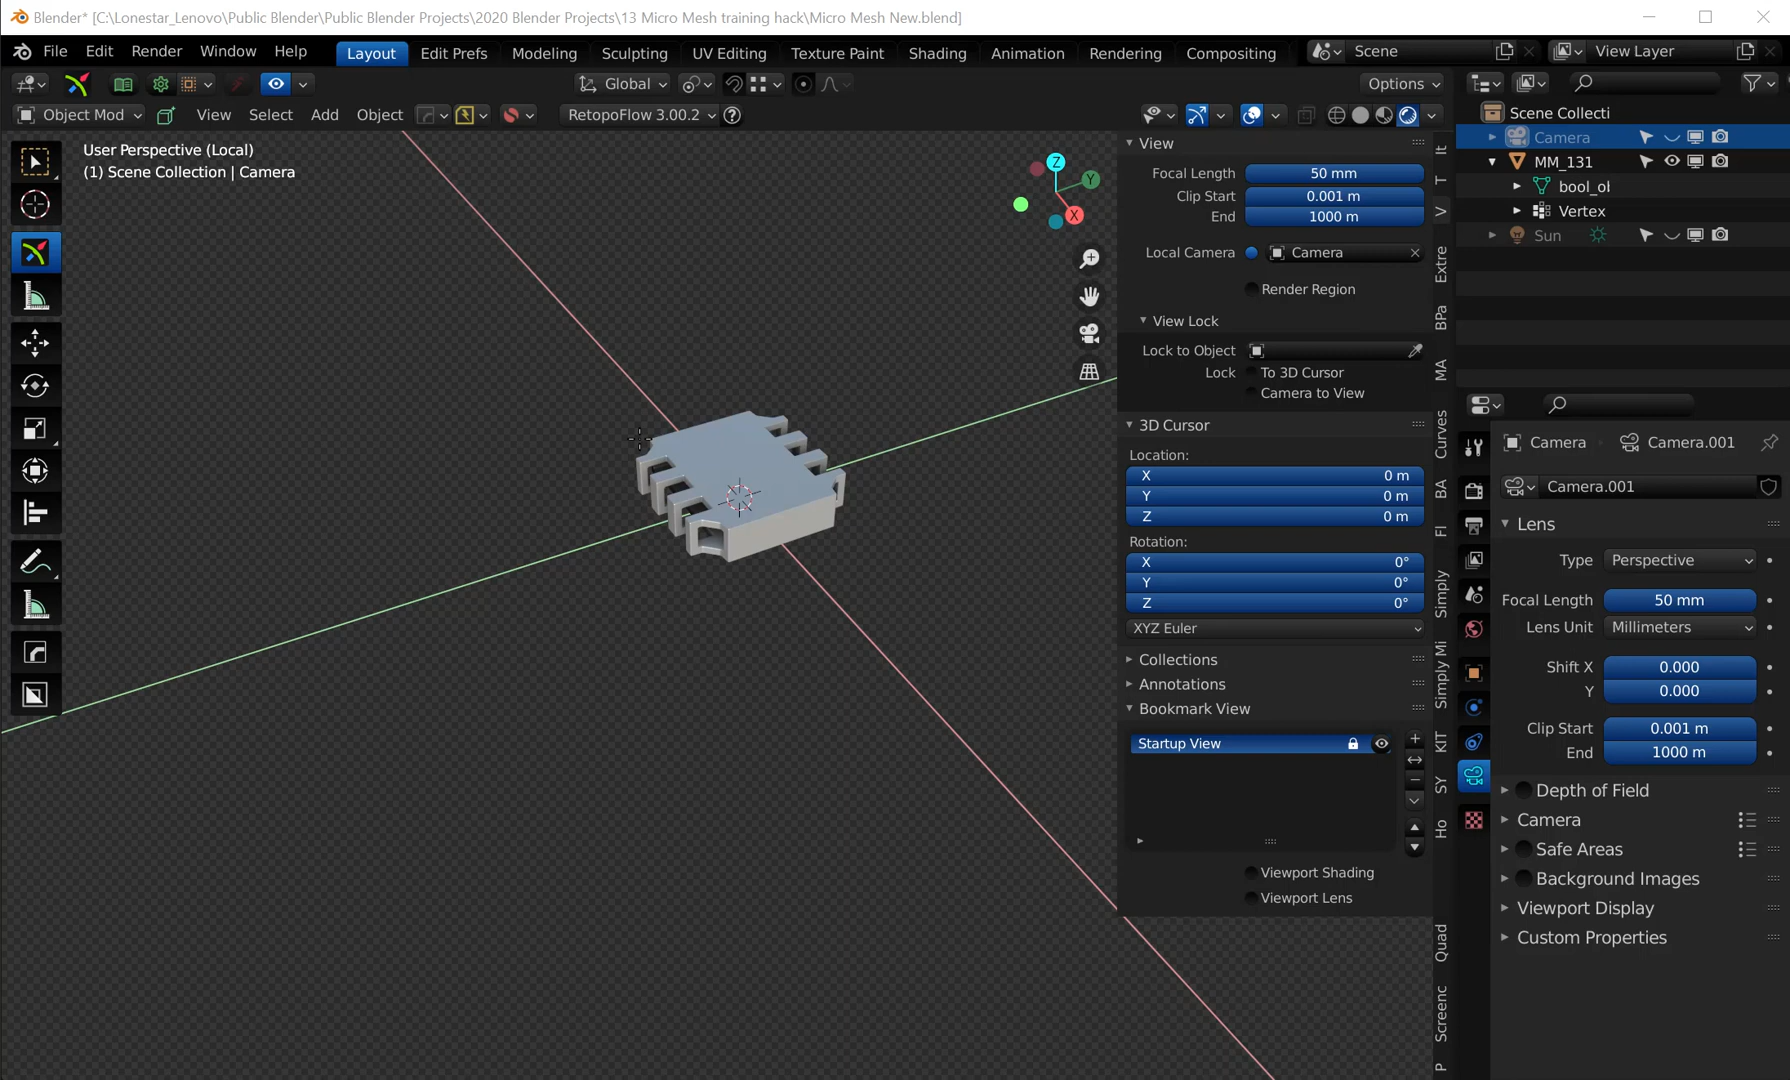 Blender* [C:\Lonestar_Lenovo\Public Blender\Public Blender Projects\2020 Blender Projects\13 Micro Mesh training hack\Micro Mesh New.blend]
File Edit Render Window Help Layout Edit Prefs Modeling Sculpting UV Editing Texture Paint Shading Animation Rendering Compositing Scene View Layer
Global Options
Object Mod View Select Add Object RetopoFlow 3.00.2
User Perspective (Local)
(1) Scene Collection | Camera
Z
Y
X
View
Focal Length 50 mm
Clip Start 0.001 m
End 1000 m
Local Camera Camera
Render Region
View Lock
Lock to Object
Lock To 3D Cursor
Camera to View
3D Cursor
Location:
X 0 m
Y 0 m
Z 0 m
Rotation:
X 0°
Y 0°
Z 0°
XYZ Euler
Collections
Annotations
Bookmark View
Startup View
Viewport Shading
Viewport Lens
It
T
V
Extre
BPa
MA
Curves
BA
FI
Simply
Simply Mi
KIT
SY
Ho
Quad
Screenc
P
Scene Collecti
Camera
MM_131
bool_ol
Vertex
Sun
Camera Camera.001
Camera.001
Lens
Type Perspective
Focal Length 50 mm
Lens Unit Millimeters
Shift X 0.000
Y 0.000
Clip Start 0.001 m
End 1000 m
Depth of Field
Camera
Safe Areas
Background Images
Viewport Display
Custom Properties